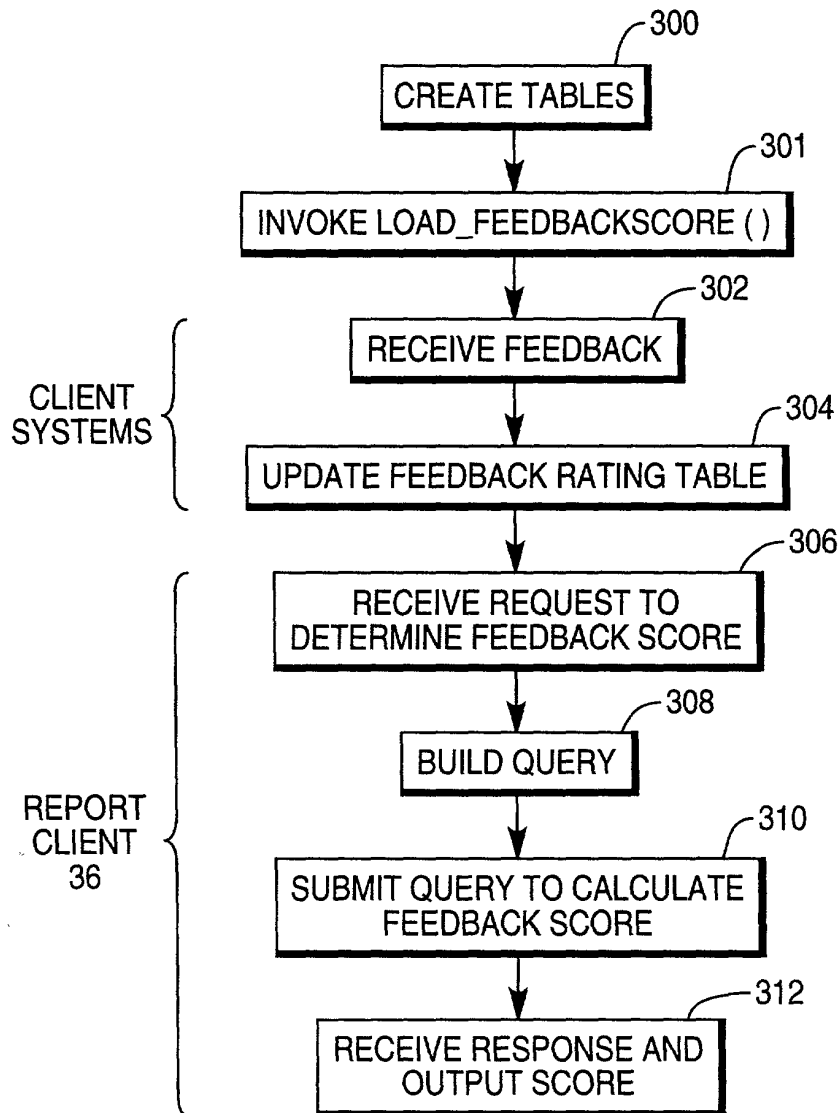 300
CREATE TABLES
301
INVOKE LOAD_FEEDBACKSCORE ( )
302
RECEIVE FEEDBACK
CLIENT
SYSTEMS
304
UPDATE FEEDBACK RATING TABLE
306
RECEIVE REQUEST TO
DETERMINE FEEDBACK SCORE
308
BUILD QUERY
REPORT
CLIENT
36
310
SUBMIT QUERY TO CALCULATE
FEEDBACK SCORE
312
RECEIVE RESPONSE AND
OUTPUT SCORE